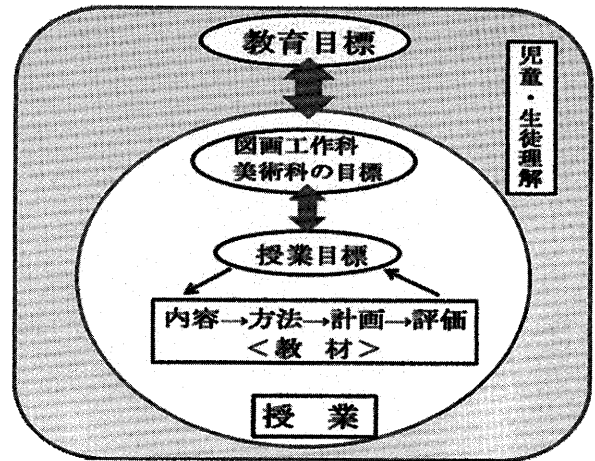 教育目標
児童・生徒理解
図画工作科
美術科の目標
授業目標
内容→方法→計画→評価
＜教　材＞
授　業